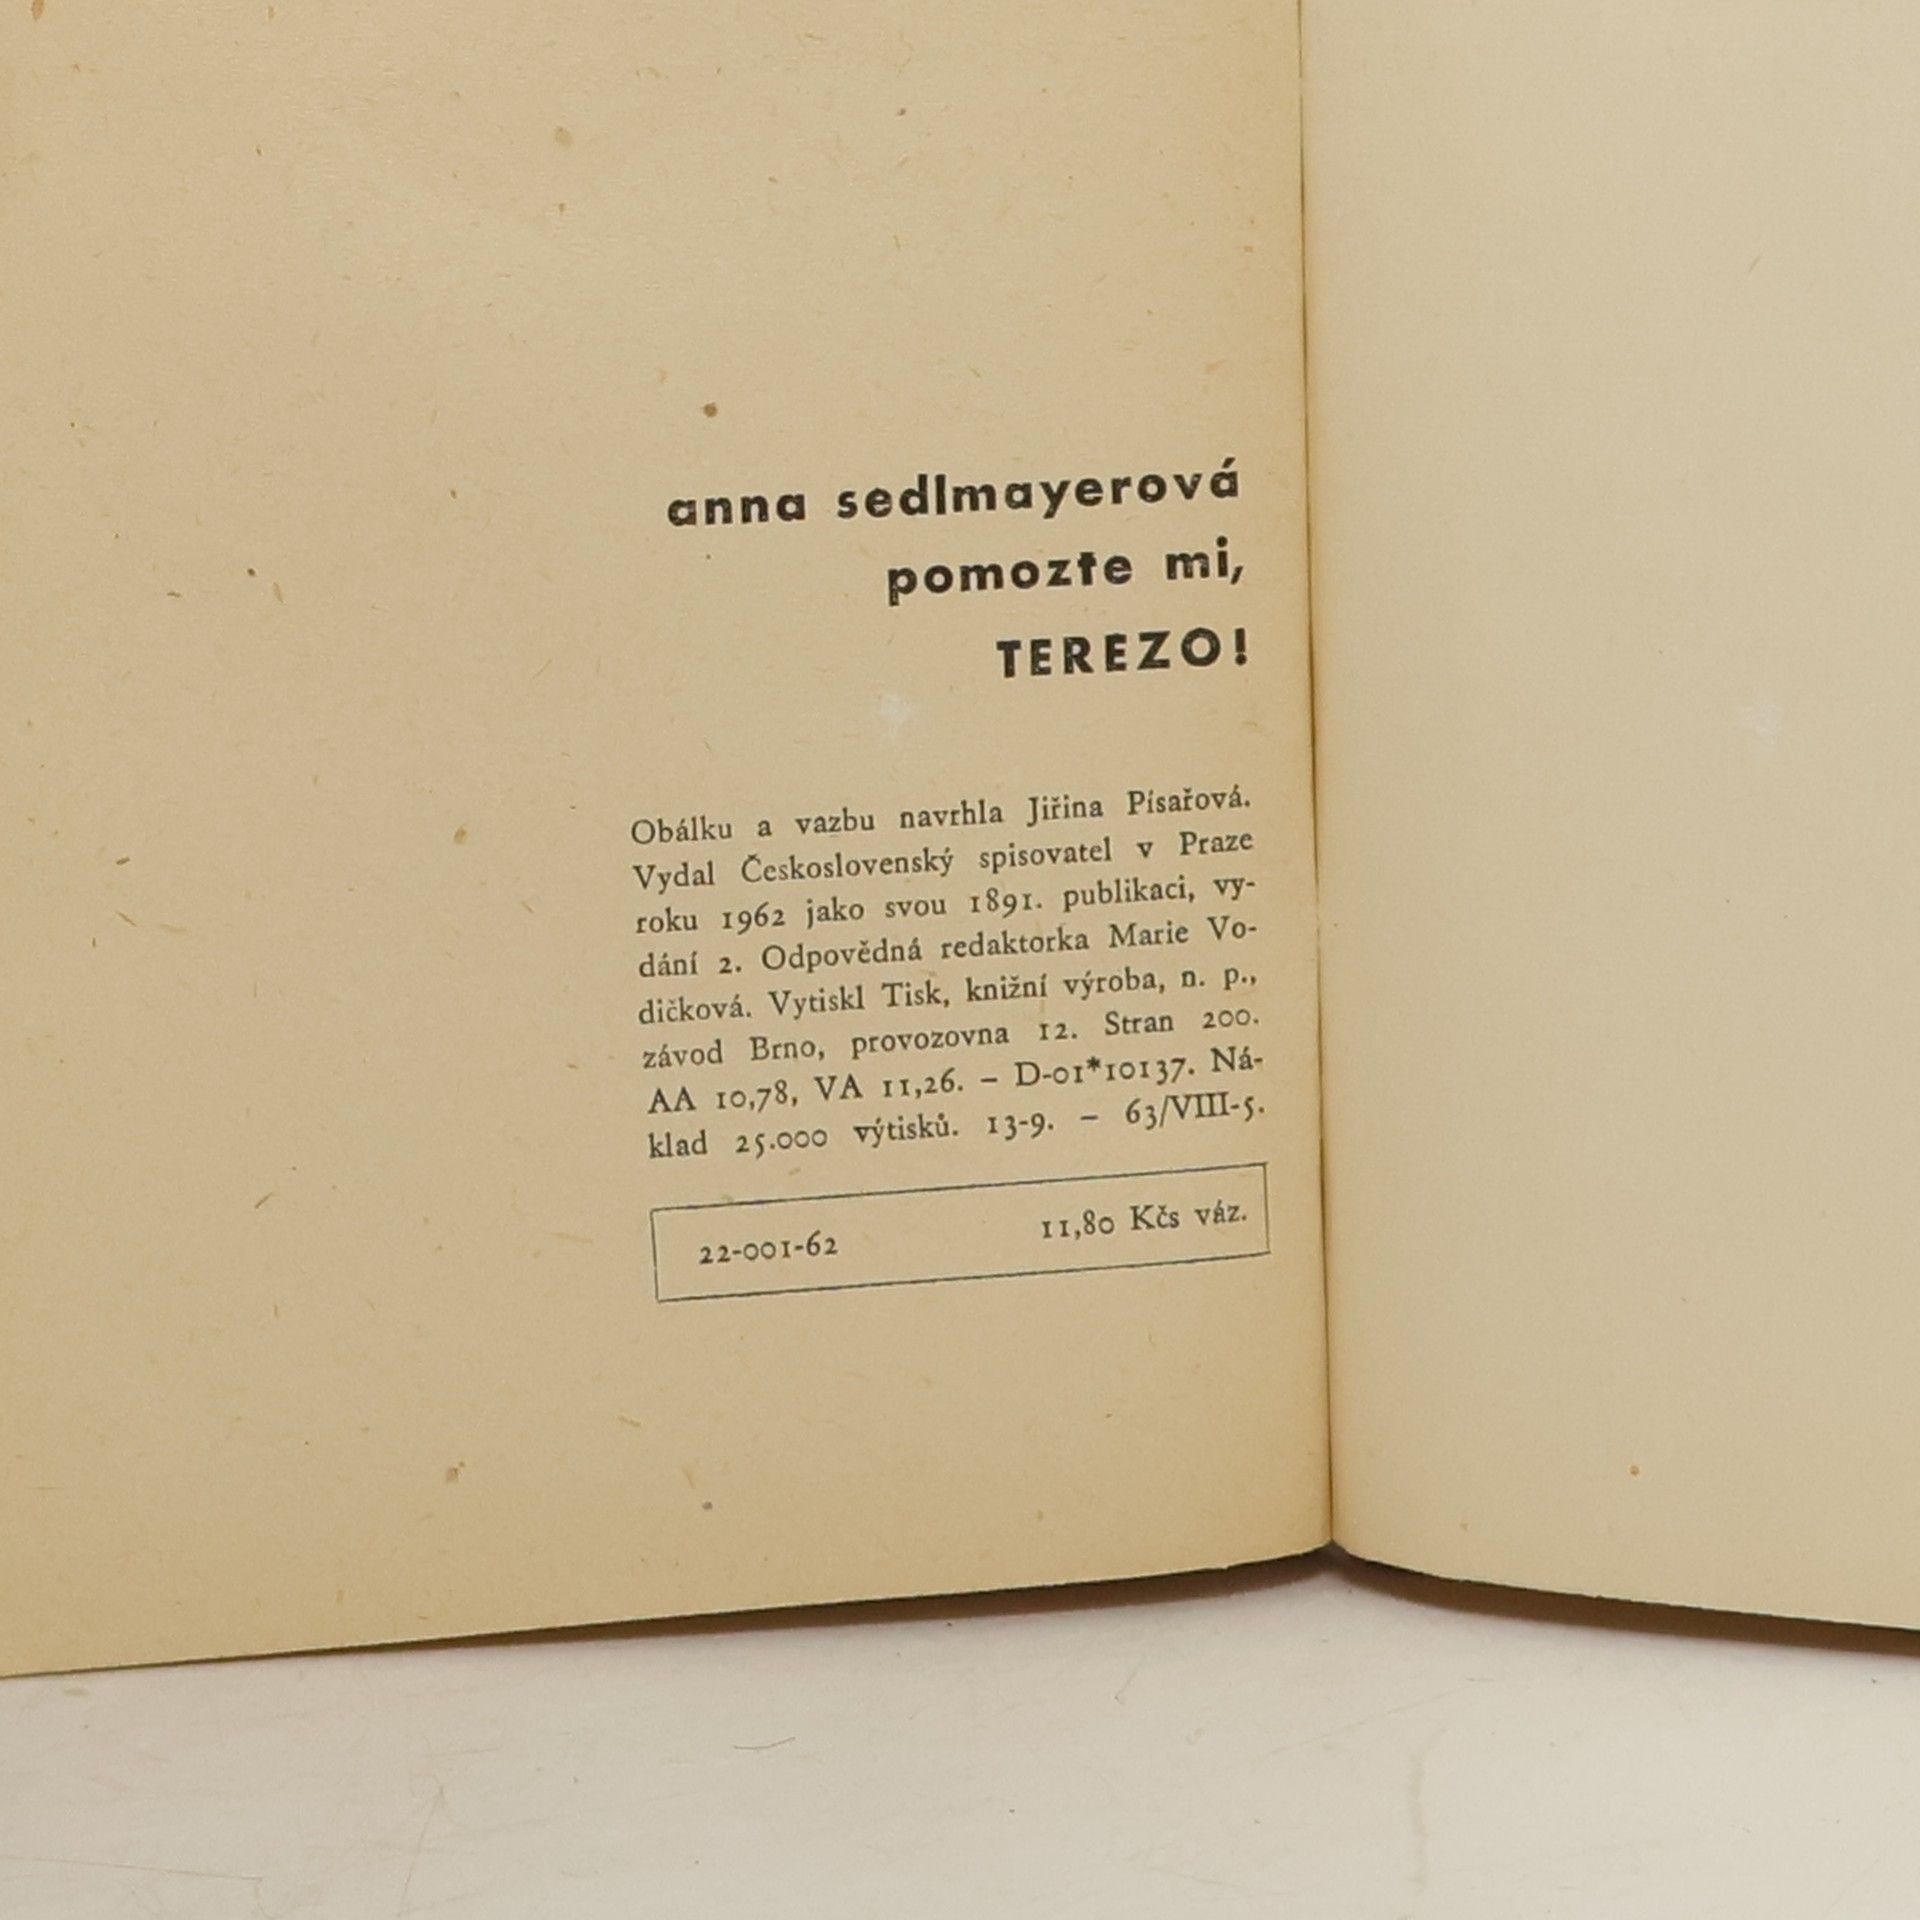 anna sedlmayerová
pomozte mi,
TEREZO!
Obálku a vazbu navrhla Jiřina Písařová.
Vydal Československý spisovatel v Praze
roku 1962 jako svou 1891. publikaci, vy-
dání 2. Odpovědná redaktorka Marie Vo-
dičková. Vytiskl Tisk, knižní výroba, n. p.,
závod Brno, provozovna 12. Stran 200.
AA 10,78, VA 11,26. – D-01*10137. Ná-
klad 25.000 výtisků. 13-9. – 63/VIII-5.
22-001-62 11,80 Kčs váz.